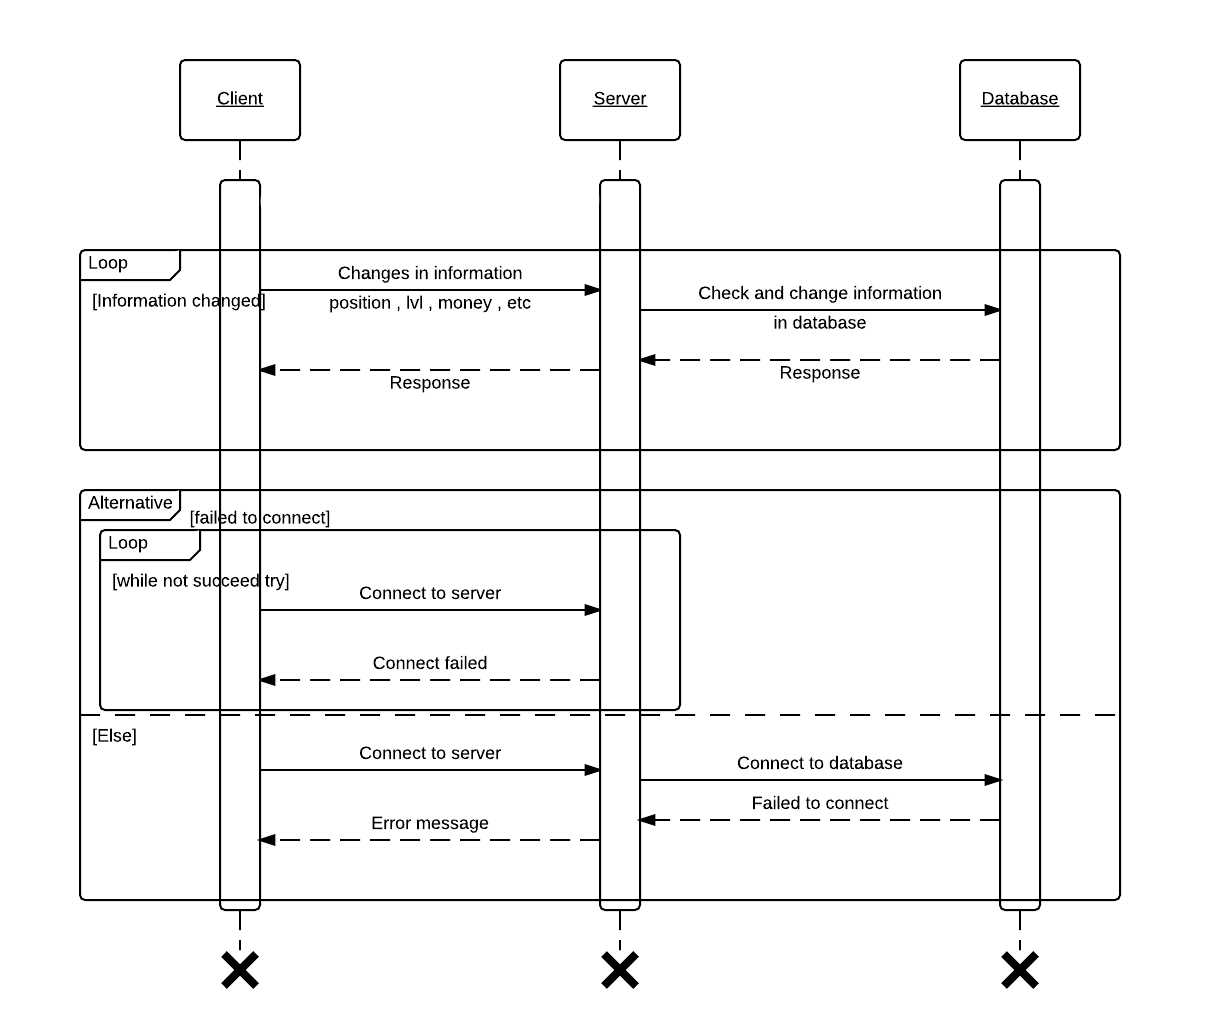 Client
Server
Database
Loop
[Information changed]
Changes in information
position , lvl , money , etc
Check and change information
in database
Response
Response
Alternative
[failed to connect]
Loop
[while not succeed try]
Connect to server
Connect failed
[Else]
Connect to server
Connect to database
Failed to connect
Error message